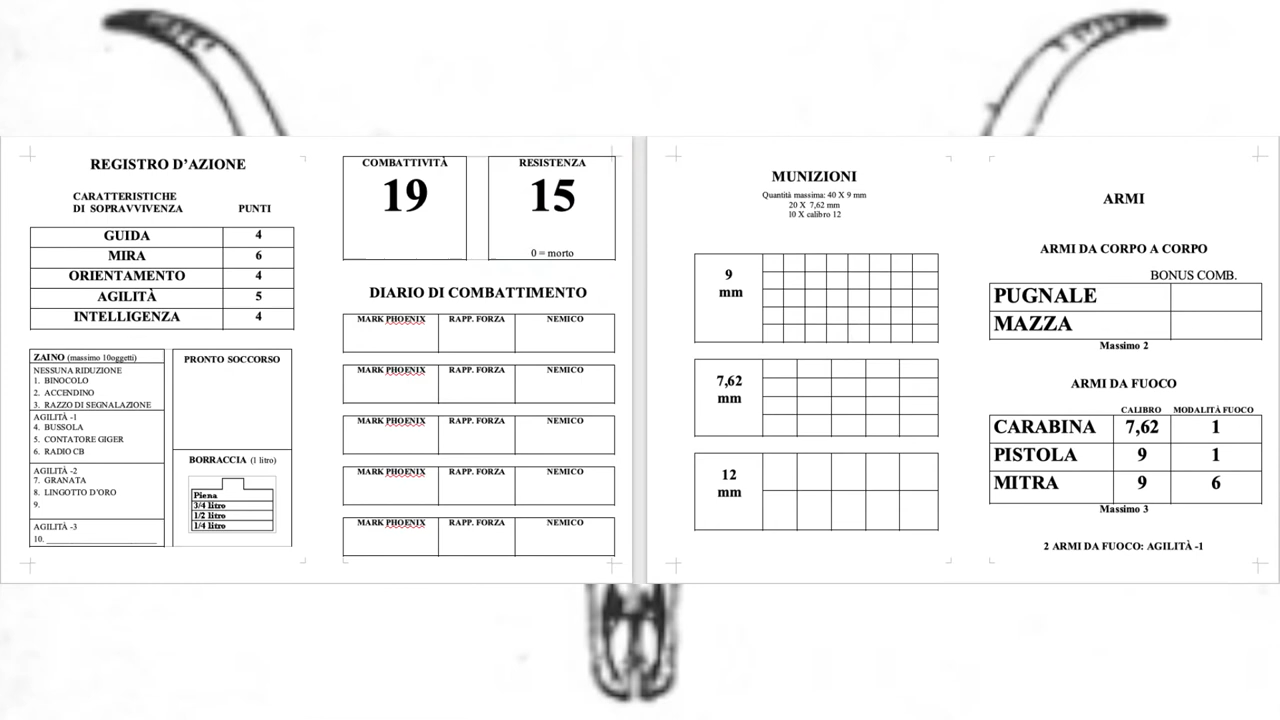 REGISTRO D'AZIONE
CARATTERISTICHE
DI SOPRAVVIVENZA PUNTI
GUIDA 4
MIRA 6
ORIENTAMENTO 4
AGILITÀ 5
INTELLIGENZA 4
ZAINO (massimo 10oggetti)
NESSUNA RIDUZIONE
1. BINOCOLO
2. ACCENDINO
3. RAZZO DI SEGNALAZIONE
AGILITÀ -1
4. BUSSOLA
5. CONTATORE GIGER
6. RADIO CB
AGILITÀ -2
7. GRANATA
8. LINGOTTO D'ORO
9.
AGILITÀ -3
10.
PRONTO SOCCORSO
BORRACCIA (1 litro)
Piena
3/4 litro
1/2 litro
1/4 litro
COMBATTIVITÀ
19
RESISTENZA
15
0 = morto
DIARIO DI COMBATTIMENTO
MARK PHOENIX RAPP. FORZA NEMICO
MARK PHOENIX RAPP. FORZA NEMICO
MARK PHOENIX RAPP. FORZA NEMICO
MARK PHOENIX RAPP. FORZA NEMICO
MARK PHOENIX RAPP. FORZA NEMICO
MUNIZIONI
Quantità massima: 40 X 9 mm
20 X 7,62 mm
10 X calibro 12
9
mm
7,62
mm
12
mm
ARMI
ARMI DA CORPO A CORPO
BONUS COMB.
PUGNALE
MAZZA
Massimo 2
ARMI DA FUOCO
CALIBRO MODALITÀ FUOCO
CARABINA 7,62 1
PISTOLA 9 1
MITRA 9 6
Massimo 3
2 ARMI DA FUOCO: AGILITÀ -1